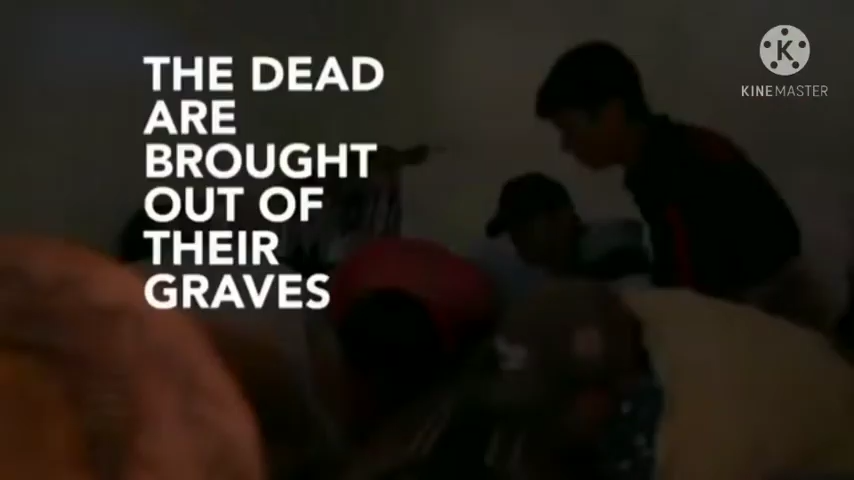 THE DEAD
ARE
BROUGHT
OUT OF
THEIR
GRAVES
K
KINEMASTER